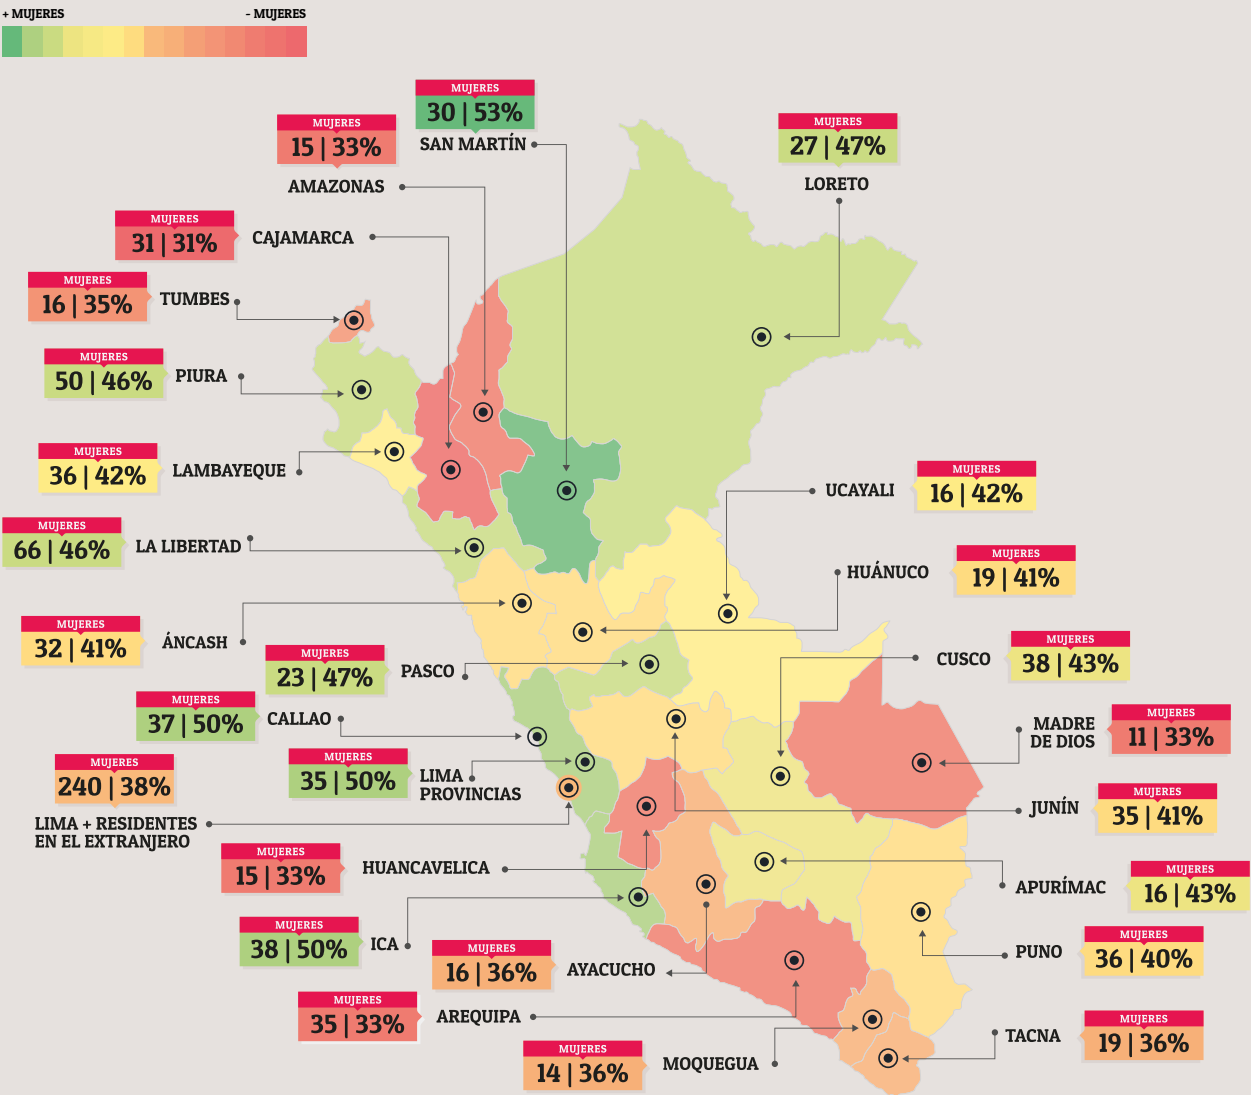 + MUJERES
- MUJERES
MUJERES
30 | 53%
SAN MARTÍN
MUJERES
15 | 33%
AMAZONAS
MUJERES
27 | 47%
LORETO
MUJERES
31 | 31%
CAJAMARCA
MUJERES
16 | 35%
TUMBES
MUJERES
50 | 46%
PIURA
MUJERES
36 | 42%
LAMBAYEQUE
MUJERES
16 | 42%
UCAYALI
MUJERES
66 | 46%
LA LIBERTAD
MUJERES
19 | 41%
HUÁNUCO
MUJERES
32 | 41%
ÁNCASH
MUJERES
23 | 47%
PASCO
MUJERES
38 | 43%
CUSCO
MUJERES
37 | 50%
CALLAO
MUJERES
11 | 33%
MADRE
DE DIOS
MUJERES
35 | 50%
LIMA
PROVINCIAS
MUJERES
240 | 38%
LIMA + RESIDENTES
EN EL EXTRANJERO
MUJERES
35 | 41%
JUNÍN
MUJERES
15 | 33%
HUANCAVELICA
MUJERES
16 | 43%
APURÍMAC
MUJERES
38 | 50%
ICA
MUJERES
16 | 36%
AYACUCHO
MUJERES
36 | 40%
PUNO
MUJERES
35 | 33%
AREQUIPA
MUJERES
19 | 36%
TACNA
MUJERES
14 | 36%
MOQUEGUA